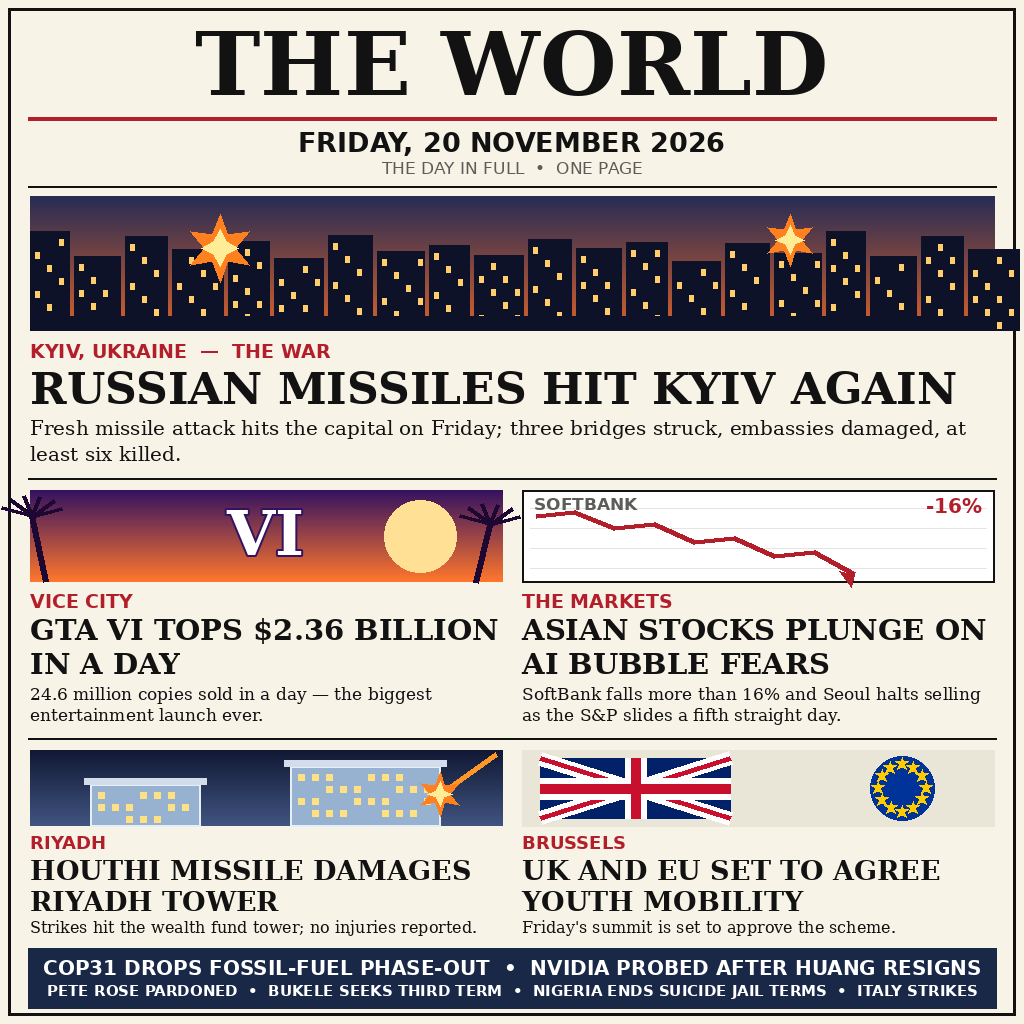 THE WORLD
FRIDAY, 20 NOVEMBER 2026
THE DAY IN FULL • ONE PAGE
KYIV, UKRAINE — THE WAR
RUSSIAN MISSILES HIT KYIV AGAIN
Fresh missile attack hits the capital on Friday; three bridges struck, embassies damaged, at
least six killed.
VI
VICE CITY
GTA VI TOPS $2.36 BILLION
IN A DAY
24.6 million copies sold in a day — the biggest
entertainment launch ever.
SOFTBANK
-16%
THE MARKETS
ASIAN STOCKS PLUNGE ON
AI BUBBLE FEARS
SoftBank falls more than 16% and Seoul halts selling
as the S&P slides a fifth straight day.
RIYADH
HOUTHI MISSILE DAMAGES
RIYADH TOWER
Strikes hit the wealth fund tower; no injuries reported.
BRUSSELS
UK AND EU SET TO AGREE
YOUTH MOBILITY
Friday's summit is set to approve the scheme.
COP31 DROPS FOSSIL-FUEL PHASE-OUT • NVIDIA PROBED AFTER HUANG RESIGNS
PETE ROSE PARDONED • BUKELE SEEKS THIRD TERM • NIGERIA ENDS SUICIDE JAIL TERMS • ITALY STRIKES